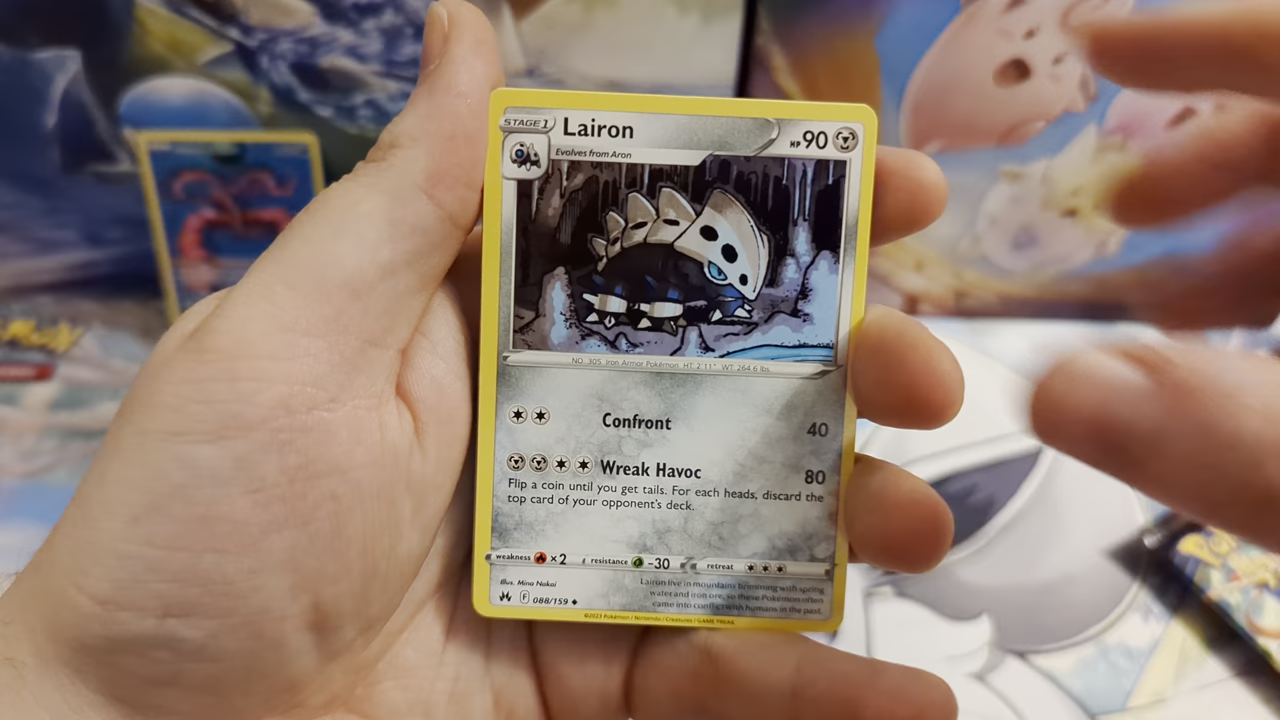 STAGE 1
Lairon
HP 90
Evolves from Aron
NO. 305 Iron Armor Pokémon HT: 2'11" WT: 264.6 lbs.
Confront 40
Wreak Havoc 80
Flip a coin until you get tails. For each heads, discard the
top card of your opponent's deck.
weakness ×2 resistance -30 retreat
Illus. Mina Nakai
F 088/159
Lairon live in mountains brimming with spring
water and iron ore, so these Pokémon often
came into conflict with humans in the past.
©2023 Pokémon / Nintendo / Creatures / GAME FREAK